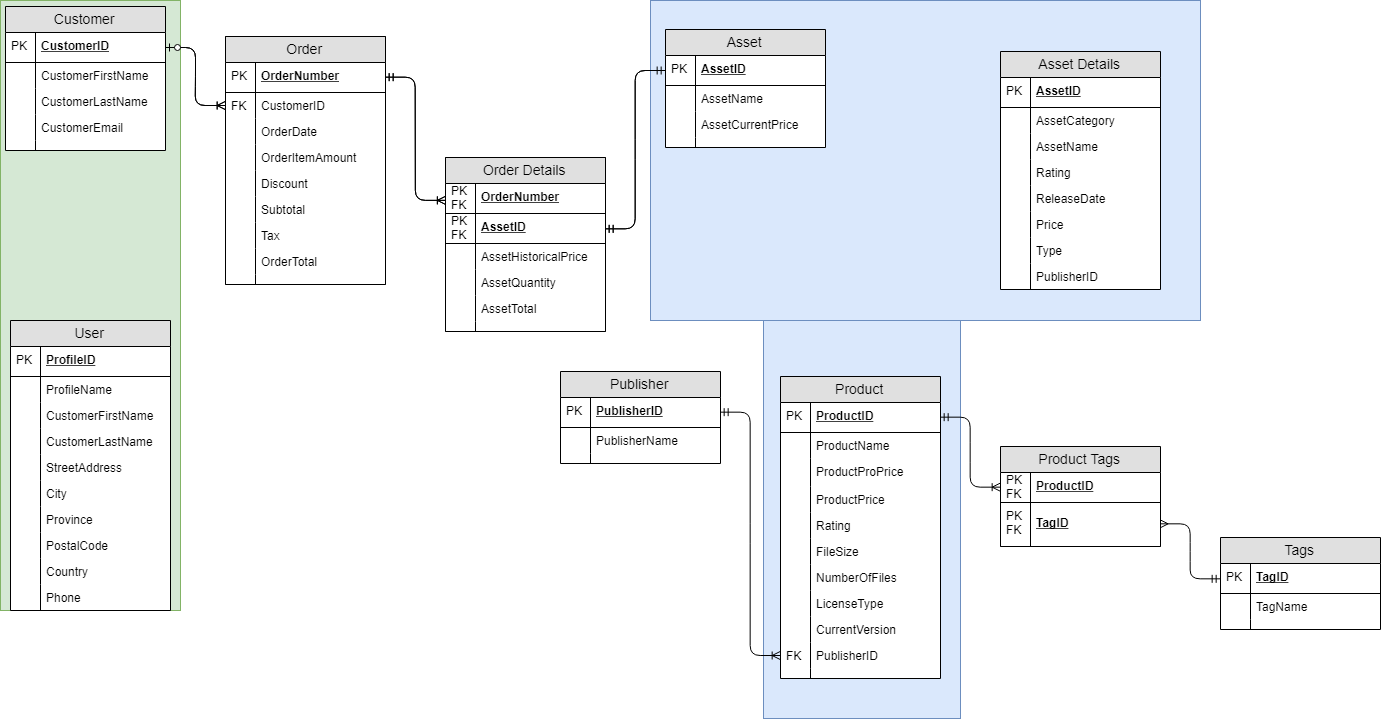 Customer
PK CustomerID
CustomerFirstName
CustomerLastName
CustomerEmail
Order
PK OrderNumber
FK CustomerID
OrderDate
OrderItemAmount
Discount
Subtotal
Tax
OrderTotal
Order Details
PK
FK
OrderNumber
PK
FK
AssetID
AssetHistoricalPrice
AssetQuantity
AssetTotal
Asset
PK AssetID
AssetName
AssetCurrentPrice
Asset Details
PK AssetID
AssetCategory
AssetName
Rating
ReleaseDate
Price
Type
PublisherID
User
PK ProfileID
ProfileName
CustomerFirstName
CustomerLastName
StreetAddress
City
Province
PostalCode
Country
Phone
Publisher
PK PublisherID
PublisherName
Product
PK ProductID
ProductName
ProductProPrice
ProductPrice
Rating
FileSize
NumberOfFiles
LicenseType
CurrentVersion
FK PublisherID
Product Tags
PK
FK
ProductID
PK
FK
TagID
Tags
PK TagID
TagName